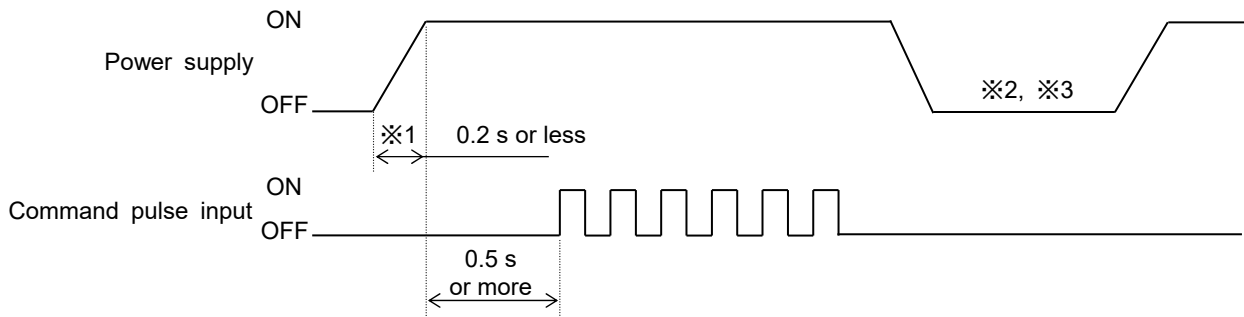 ON
Power supply
OFF
※2, ※3
※1 0.2 s or less
ON
Command pulse input
OFF
0.5 s
or more